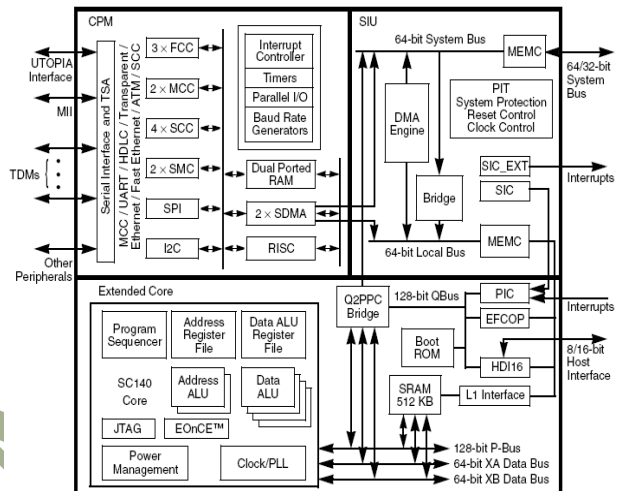 CPM
UTOPIA
Interface
MII
TDMs
Other
Peripherals
Serial Interface and TSA
MCC / UART / HDLC / Transparent /
Ethernet / Fast Ethernet / ATM / SCC
3 × FCC
2 × MCC
4 × SCC
2 × SMC
SPI
I2C
Interrupt
Controller
Timers
Parallel I/O
Baud Rate
Generators
Dual Ported
RAM
2 × SDMA
RISC
SIU
64-bit System Bus
MEMC
64/32-bit
System
Bus
DMA
Engine
PIT
System Protection
Reset Control
Clock Control
SIC_EXT
Interrupts
SIC
Bridge
64-bit Local Bus
MEMC
Extended Core
Program
Sequencer
Address
Register
File
Data ALU
Register
File
SC140
Core
Address
ALU
Data
ALU
JTAG
EOnCE™
Power
Management
Clock/PLL
Q2PPC
Bridge
128-bit QBus
PIC
Interrupts
EFCOP
Boot
ROM
8/16-bit
Host
Interface
HDI16
SRAM
512 KB
L1 Interface
128-bit P-Bus
64-bit XA Data Bus
64-bit XB Data Bus